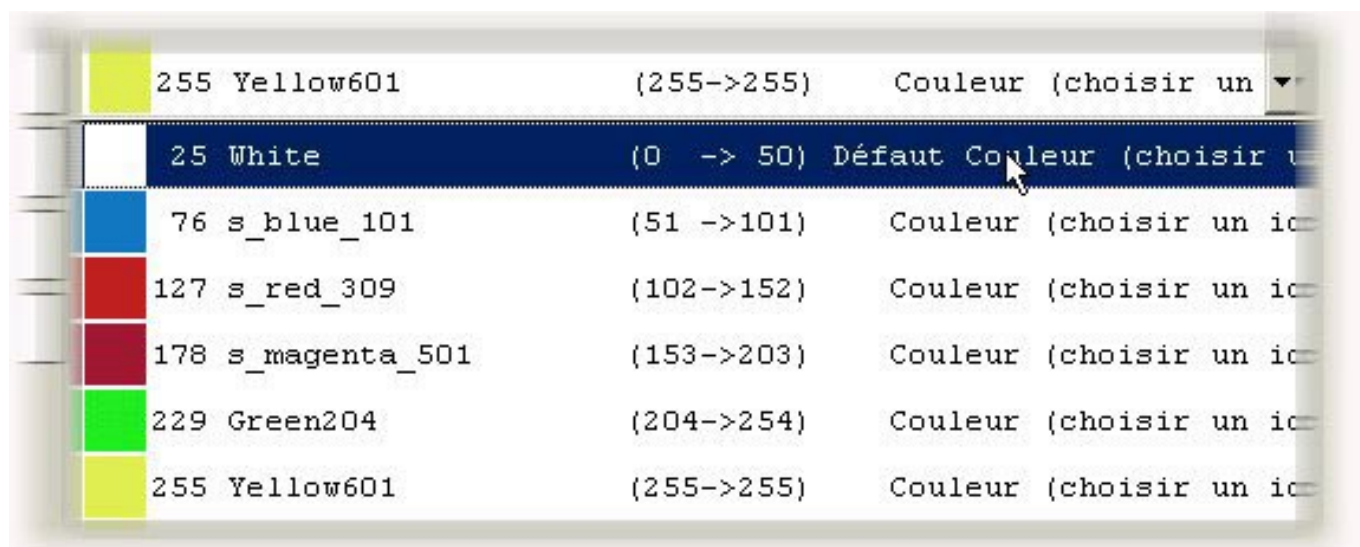 255 Yellow601 (255->255) Couleur (choisir un
25 White (0 -> 50) Défaut Couleur (choisir
76 s_blue_101 (51 ->101) Couleur (choisir un
127 s_red_309 (102->152) Couleur (choisir un
178 s_magenta_501 (153->203) Couleur (choisir un
229 Green204 (204->254) Couleur (choisir un
255 Yellow601 (255->255) Couleur (choisir un